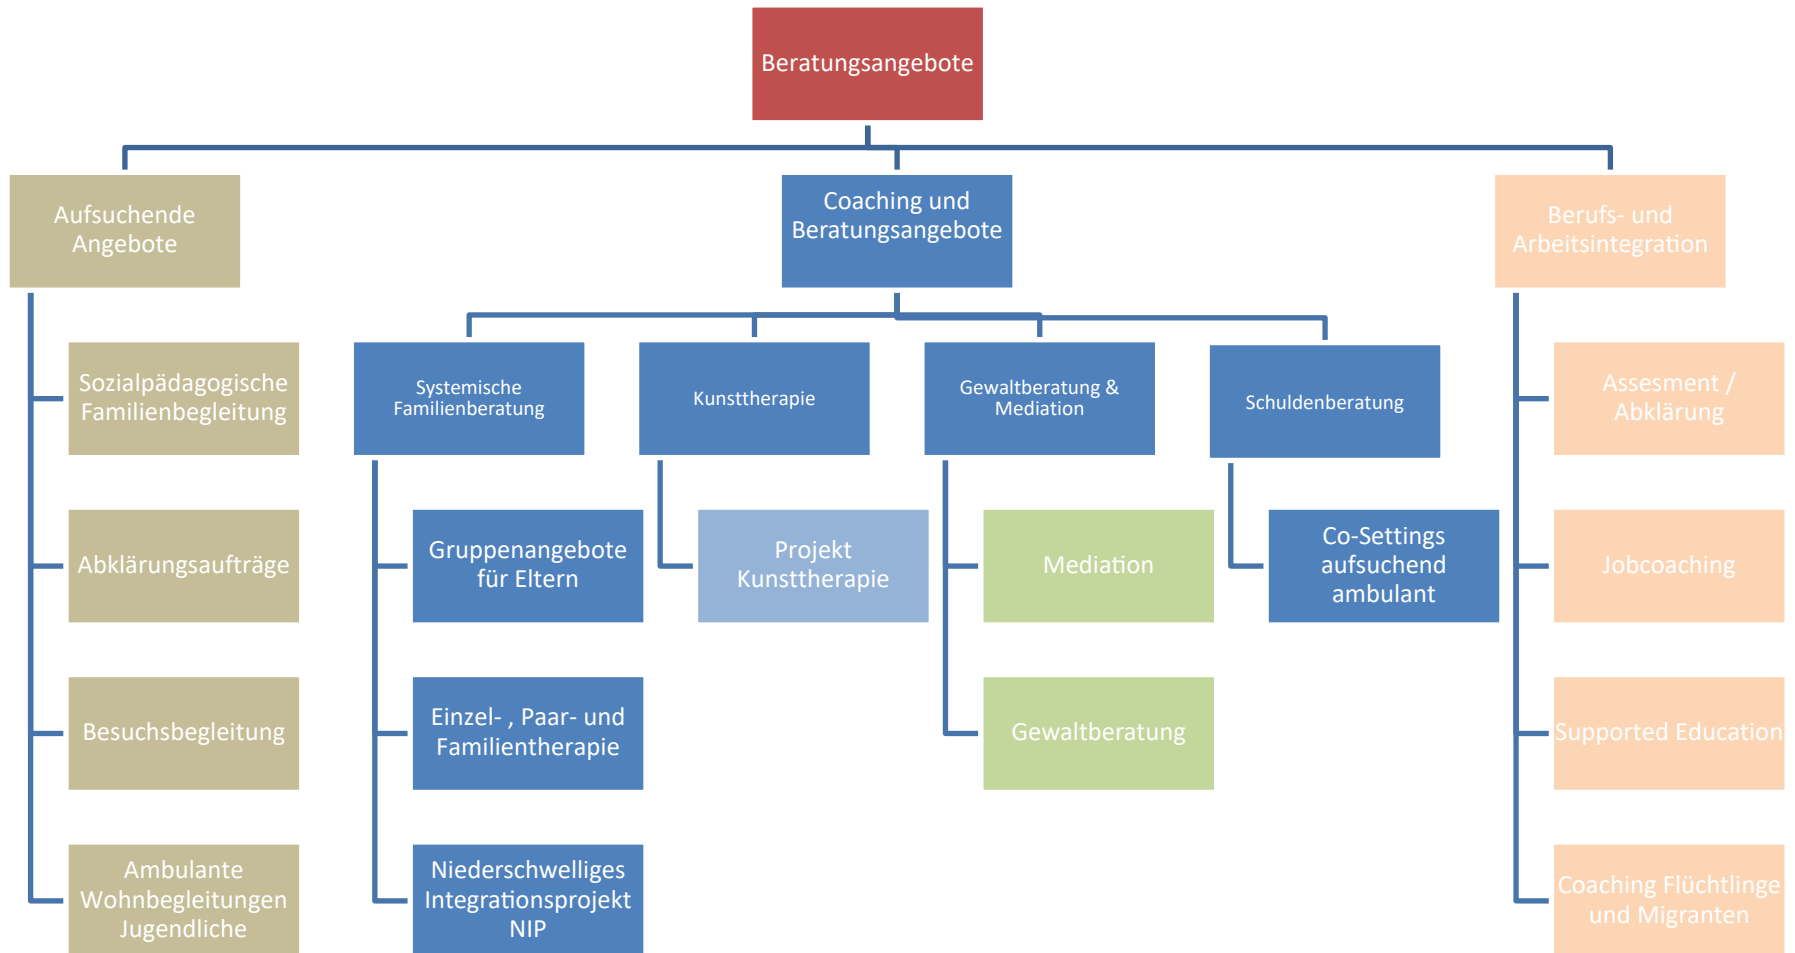 Beratungsangebote
Aufsuchende
Angebote
Coaching und
Beratungsangebote
Berufs- und
Arbeitsintegration
Sozialpädagogische
Familienbegleitung
Systemische
Familienberatung
Kunsttherapie
Gewaltberatung &
Mediation
Schuldenberatung
Assesment /
Abklärung
Abklärungsaufträge
Gruppenangebote
für Eltern
Projekt
Kunsttherapie
Mediation
Co-Settings
aufsuchend
ambulant
Jobcoaching
Besuchsbegleitung
Einzel- , Paar- und
Familientherapie
Gewaltberatung
Supported Education
Ambulante
Wohnbegleitungen
Jugendliche
Niederschwelliges
Integrationsprojekt
NIP
Coaching Flüchtlinge
und Migranten